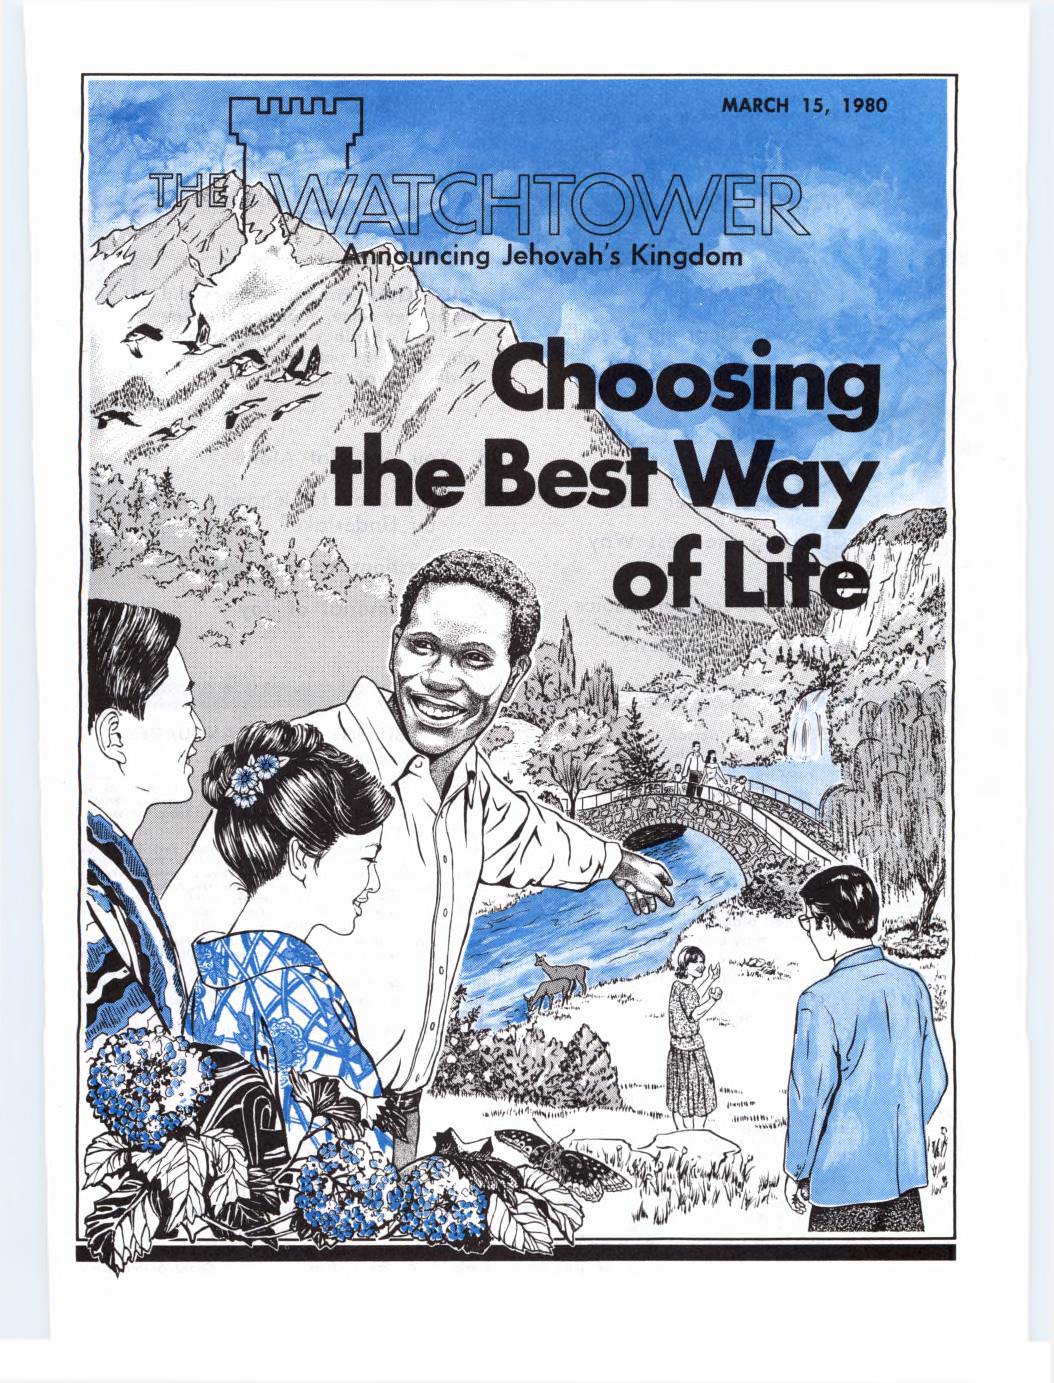 MARCH 15, 1980
THE WATCHTOWER
Announcing Jehovah's Kingdom
Choosing
the Best Way
of Life